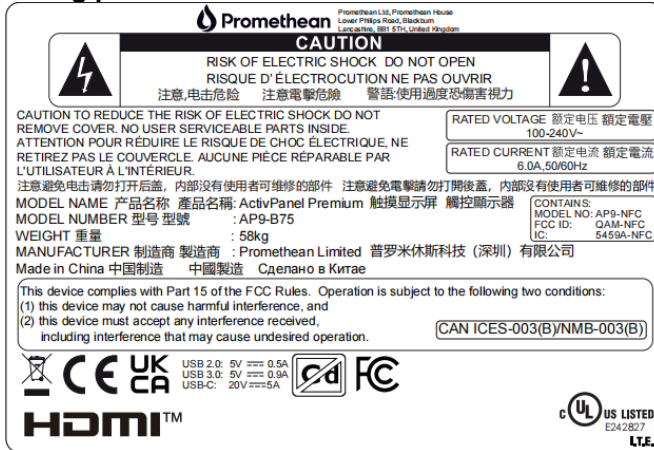 Promethean
Promethean Ltd, Promethean House
Lower Philips Road, Blackburn
Lancashire, BB1 5TH, United Kingdom
CAUTION
RISK OF ELECTRIC SHOCK DO NOT OPEN
RISQUE D'ÉLECTROCUTION NE PAS OUVRIR
注意,电击危险 注意電擊危險 警語:使用過度恐傷害視力
CAUTION TO REDUCE THE RISK OF ELECTRIC SHOCK DO NOT
REMOVE COVER. NO USER SERVICEABLE PARTS INSIDE.
ATTENTION POUR RÉDUIRE LE RISQUE DE CHOC ÉLECTRIQUE, NE
RETIREZ PAS LE COUVERCLE. AUCUNE PIÈCE RÉPARABLE PAR
L'UTILISATEUR À L'INTÉRIEUR.
RATED VOLTAGE 额定电压 額定電壓
100-240V~
RATED CURRENT 额定电流 額定電流
6.0A,50/60Hz
注意避免电击请勿打开后盖，内部没有使用者可维修的部件 注意避免電擊請勿打開後蓋，内部没有使用者可維修的部件
MODEL NAME 产品名称 產品名稱: ActivPanel Premium 触摸显示屏 觸控顯示器
MODEL NUMBER 型号 型號 : AP9-B75
WEIGHT 重量 : 58kg
MANUFACTURER 制造商 製造商 : Promethean Limited 普罗米休斯科技（深圳）有限公司
Made in China 中国制造 中國製造 Сделано в Китае
CONTAINS:
MODEL NO: AP9-NFC
FCC ID: QAM-NFC
IC: 5459A-NFC
This device complies with Part 15 of the FCC Rules. Operation is subject to the following two conditions:
(1) this device may not cause harmful interference, and
(2) this device must accept any interference received,
including interference that may cause undesired operation.
CAN ICES-003(B)/NMB-003(B)
CE UK
CA
USB 2.0: 5V ⎓ 0.5A
USB 3.0: 5V ⎓ 0.9A
USB-C: 20V⎓5A
Cd
FC
HDMI™
C UL US LISTED
E242827
I.T.E.